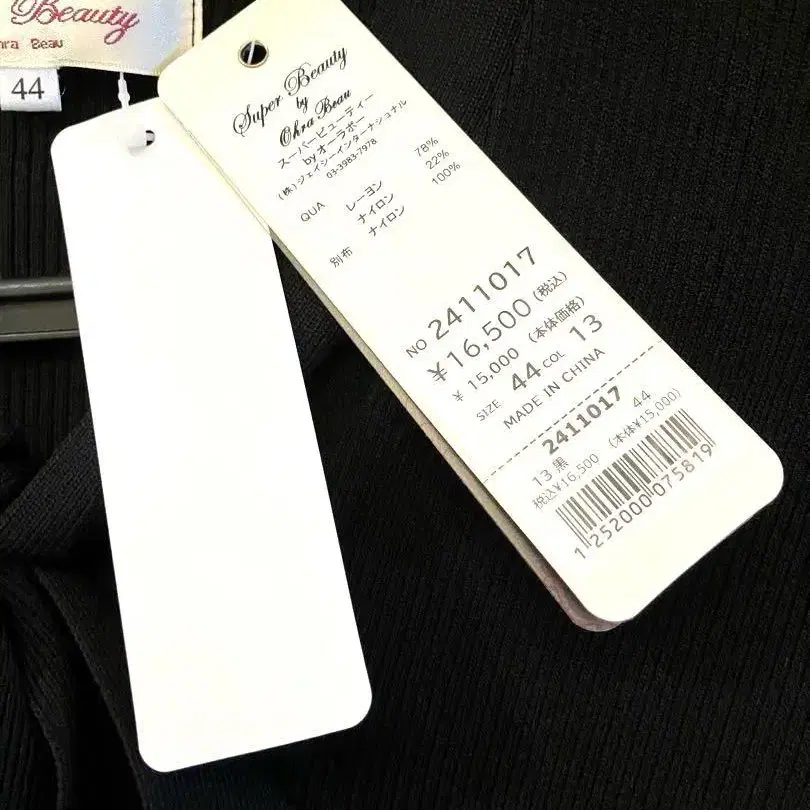 Beauty
hra Beau
44
Super Beauty
by
Ohra Beau
スーパービューティー
byオーラボー
(株)ジェイシーインターナショナル
03-3983-7978
QUA レーヨン 78%
ナイロン 22%
別布 ナイロン 100%
NO 2411017
¥16,500(税込)
¥ 15,000 (本体価格)
SIZE 44 COL 13
MADE IN CHINA
2411017
13 黒 44
税込¥16,500 (本体¥15,000)
1252000075819